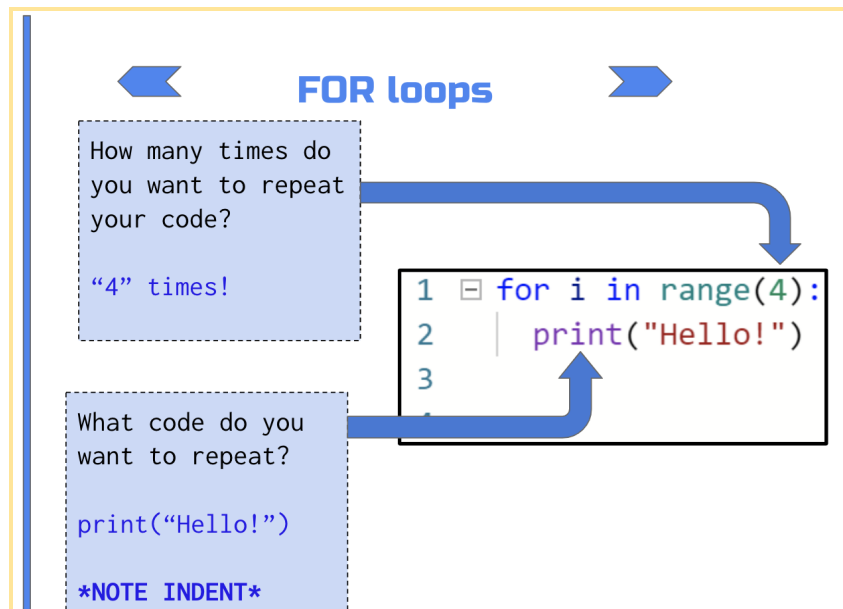 FOR loops
How many times do
you want to repeat
your code?
“4” times!
1 for i in range(4):
2 print("Hello!")
3
What code do you
want to repeat?
print(“Hello!”)
*NOTE INDENT*